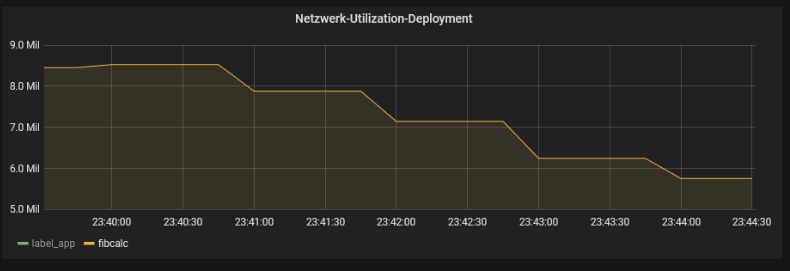 Netzwerk-Utilization-Deployment
9.0 Mil
8.0 Mil
7.0 Mil
6.0 Mil
5.0 Mil
23:40:00 23:40:30 23:41:00 23:41:30 23:42:00 23:42:30 23:43:00 23:43:30 23:44:00 23:44:30
label_app fibcalc